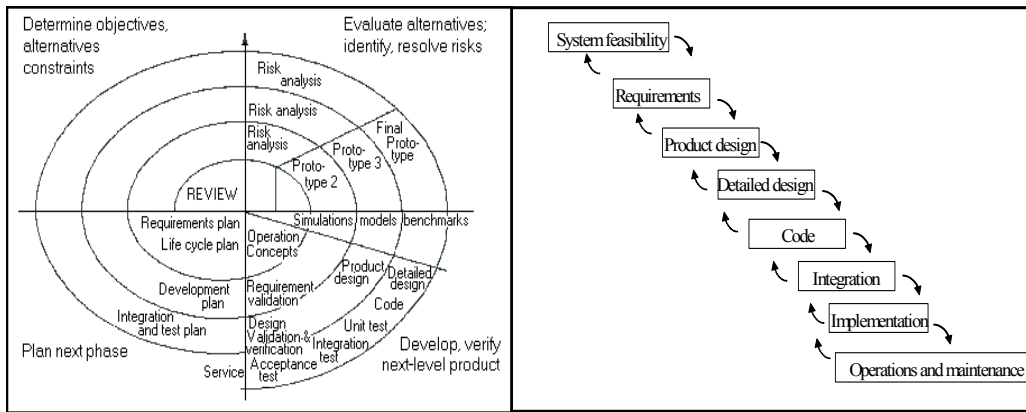 Determine objectives,
alternatives
constraints
Evaluate alternatives;
identify, resolve risks
Risk
analysis
Risk analysis
Risk
analysis
Final
Proto-
type
Proto-
type 3
Proto-
type 2
REVIEW
Requirements plan
Life cycle plan
Simulations models benchmarks
Operation
Concepts
Product
design
Detailed
design
Development
plan
Requirement
validation
Code
Integration
and test plan
Unit test
Design
Validation-&
verification
Integration
test
Acceptance
test
Service
Plan next phase
Develop, verify
next-level product
System feasibility
Requirements
Product design
Detailed design
Code
Integration
Implementation
Operations and maintenance